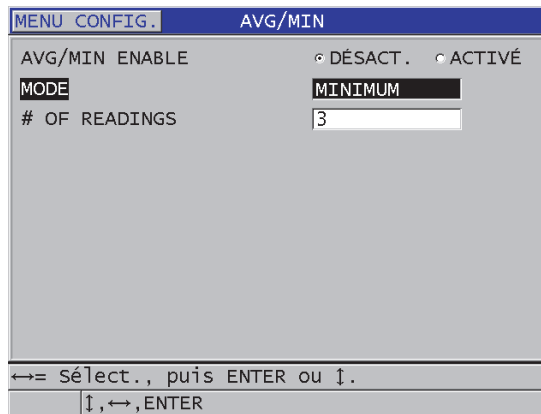 MENU CONFIG. AVG/MIN
AVG/MIN ENABLE DÉSACT. ACTIVÉ
MODE MINIMUM
# OF READINGS 3
↔= Sélect., puis ENTER ou ↕.
↕,↔,ENTER